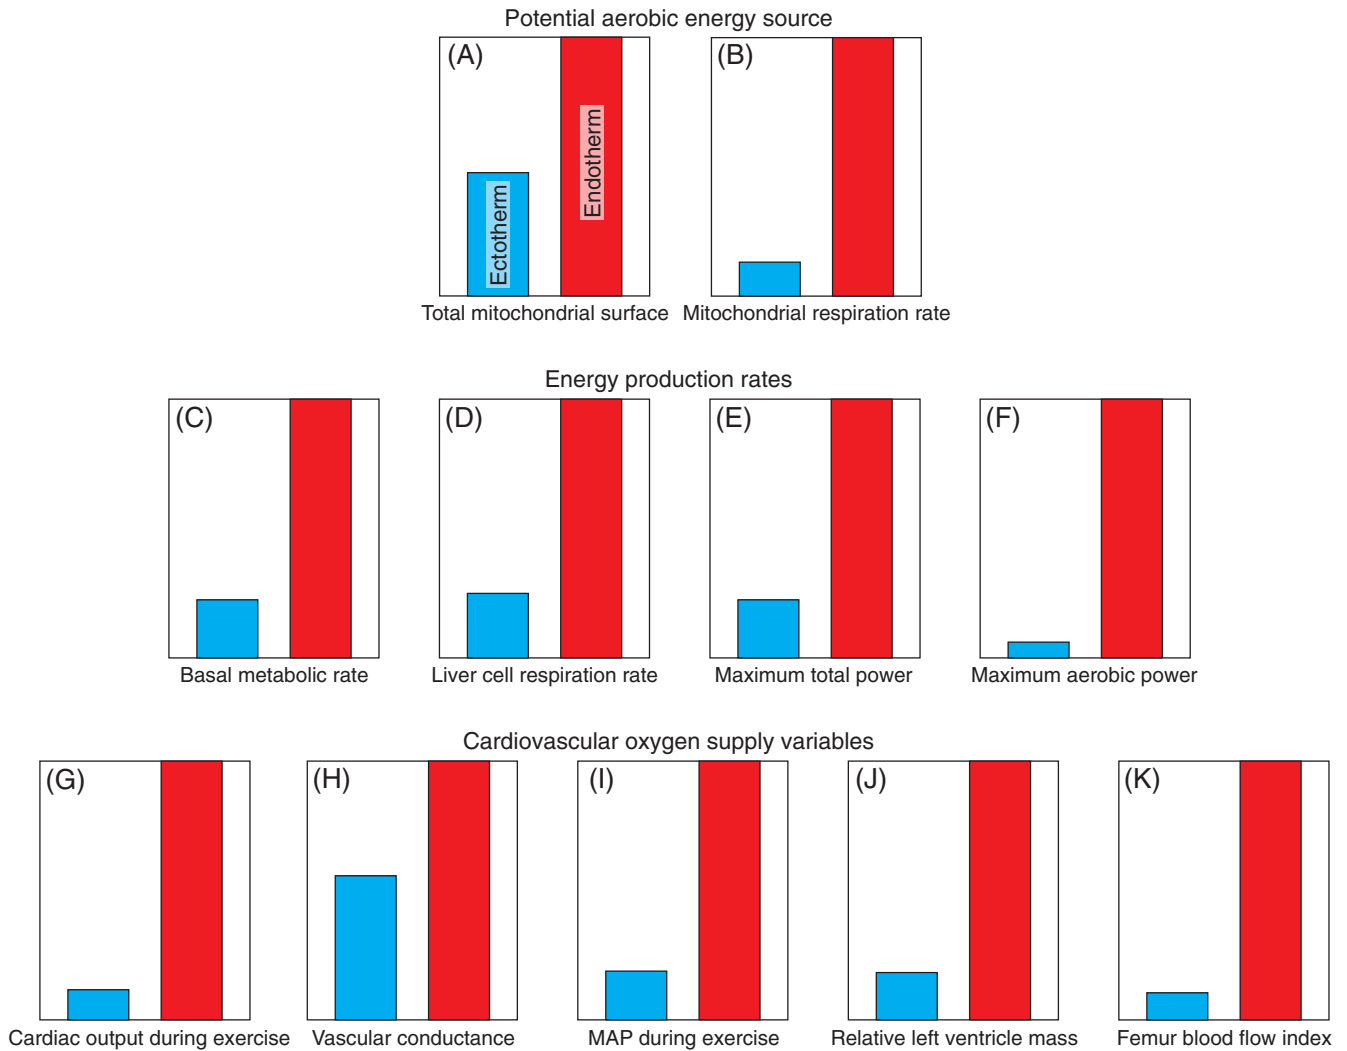 Potential aerobic energy source
(A)
(B)
Ectotherm
Endotherm
Total mitochondrial surface
Mitochondrial respiration rate
Energy production rates
(C)
(D)
(E)
(F)
Basal metabolic rate
Liver cell respiration rate
Maximum total power
Maximum aerobic power
Cardiovascular oxygen supply variables
(G)
(H)
(I)
(J)
(K)
Cardiac output during exercise
Vascular conductance
MAP during exercise
Relative left ventricle mass
Femur blood flow index